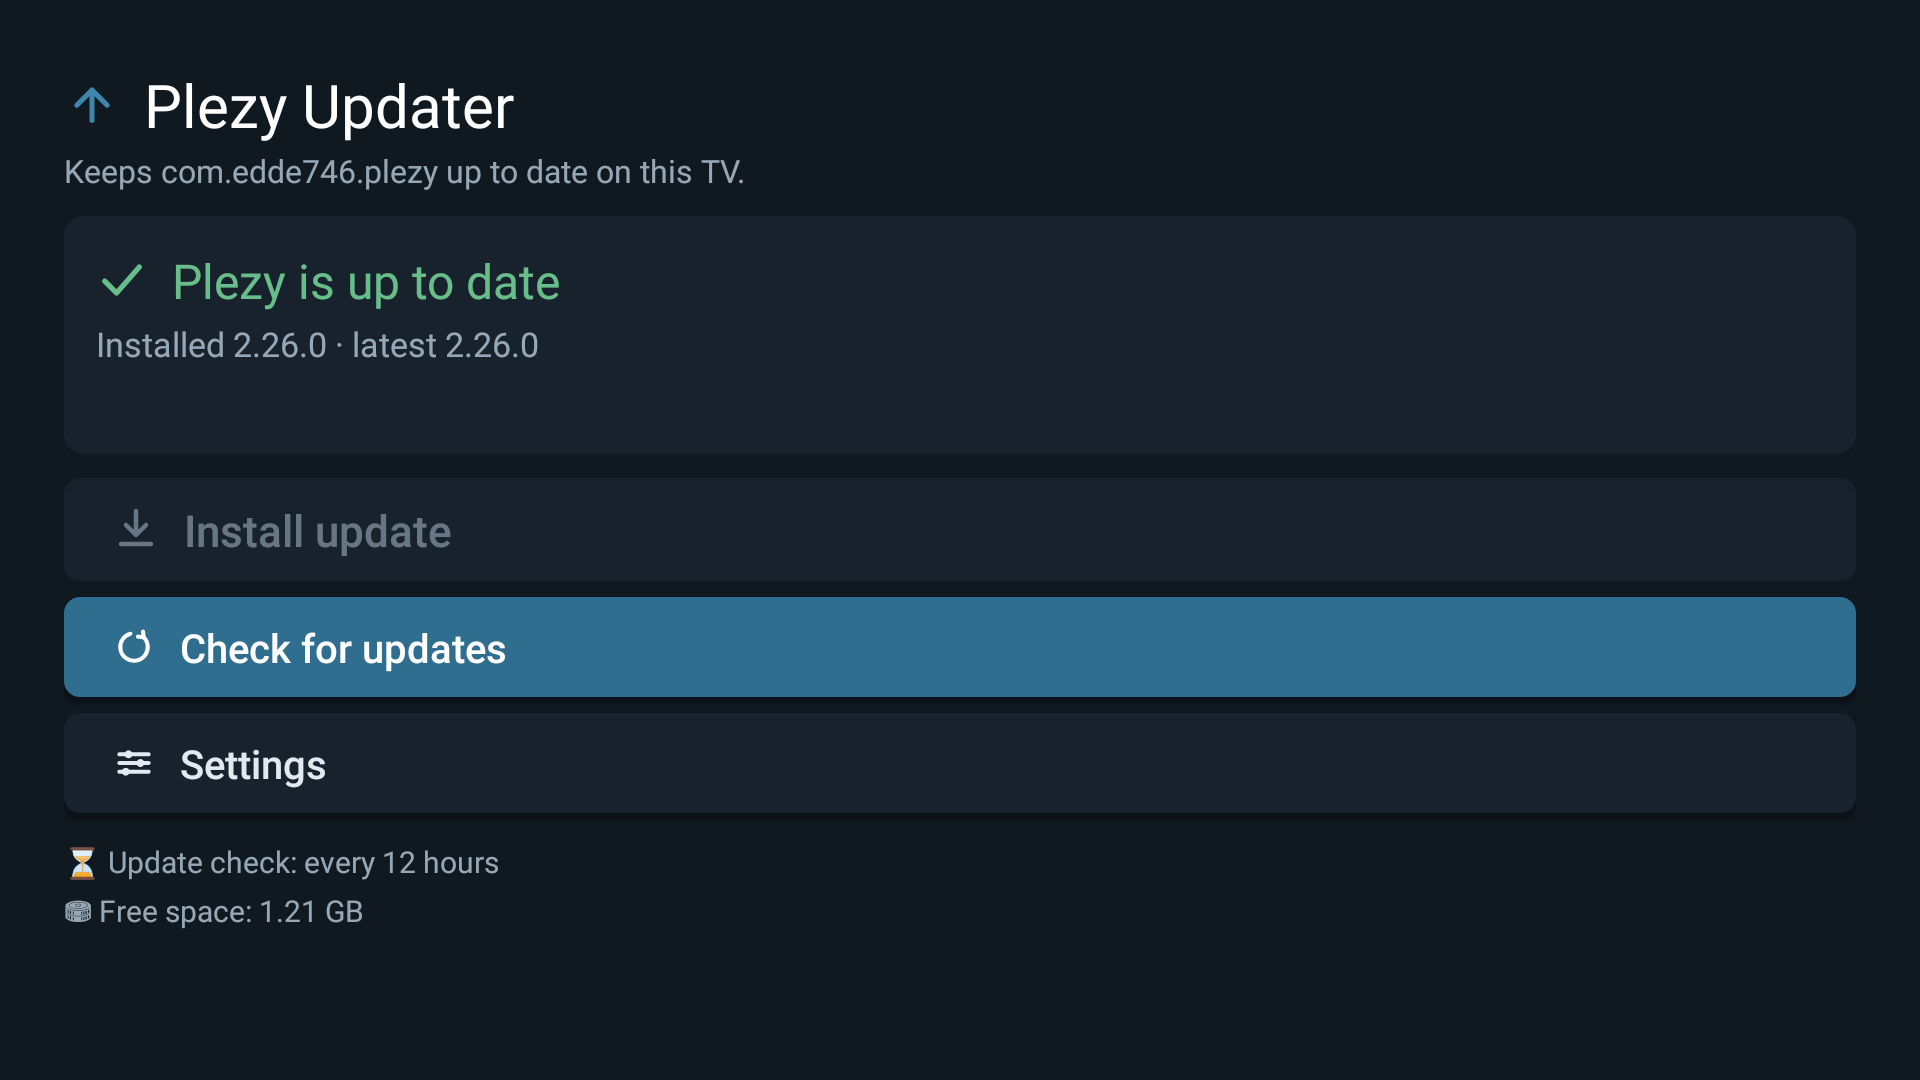 Plezy Updater
Keeps com.edde746.plezy up to date on this TV.
Plezy is up to date
Installed 2.26.0 · latest 2.26.0
Install update
Check for updates
Settings
Update check: every 12 hours
Free space: 1.21 GB